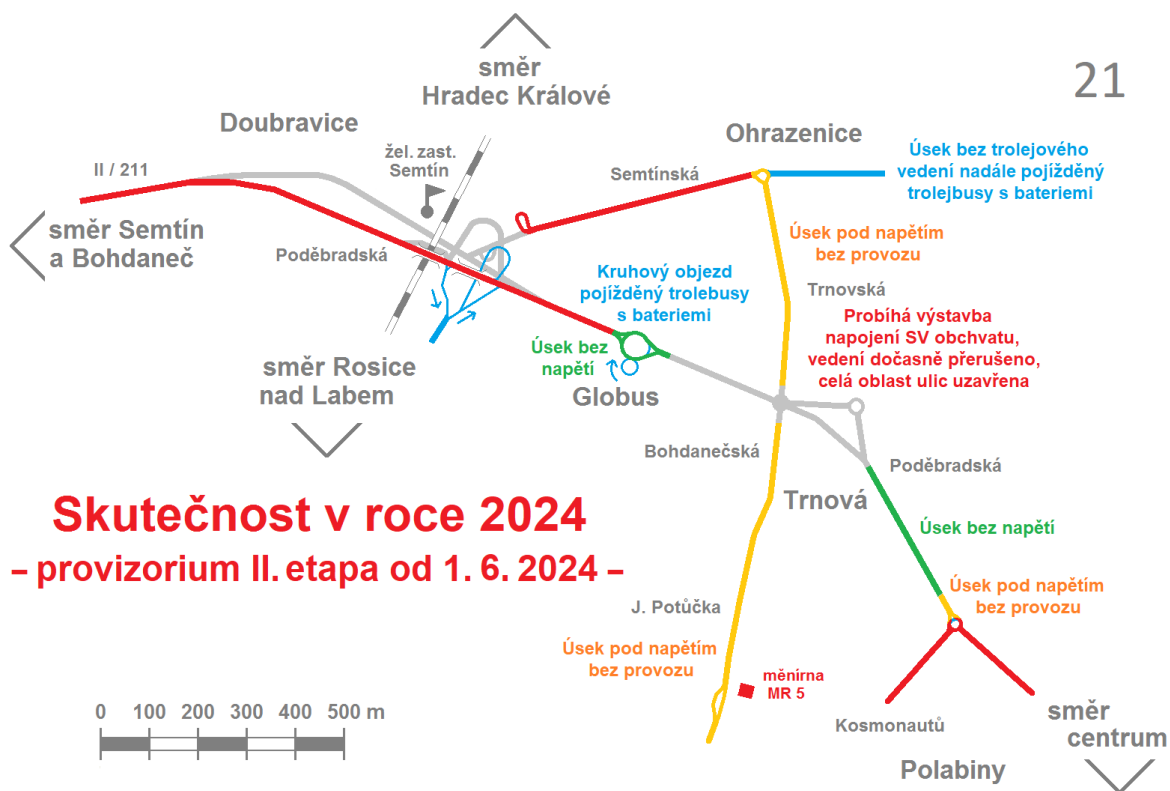 směr
Hradec Králové
21
Doubravice
Ohrazenice
žel. zast.
Semtín
II / 211
Semtínská
Úsek bez trolejového
vedení nadále pojížděný
trolejbusy s bateriemi
směr Semtín
a Bohdaneč
Poděbradská
Úsek pod napětím
bez provozu
Kruhový objezd
pojížděný trolebusy
s bateriemi
Trnovská
Probíhá výstavba
napojení SV obchvatu,
vedení dočasně přerušeno,
celá oblast ulic uzavřena
Úsek bez
napětí
směr Rosice
nad Labem
Globus
Bohdanečská
Poděbradská
Trnová
Skutečnost v roce 2024
– provizorium II. etapa od 1. 6. 2024 –
Úsek bez napětí
Úsek pod napětím
bez provozu
J. Potůčka
Úsek pod napětím
bez provozu
měnírna
MR 5
0 100 200 300 400 500 m
Kosmonautů
směr
centrum
Polabiny